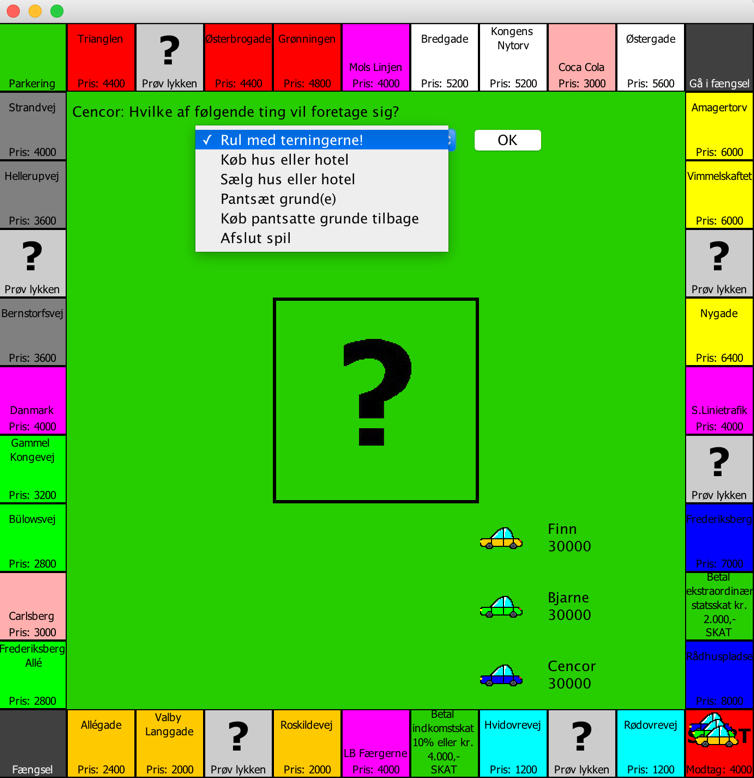 Trianglen
Pris: 4400
?
Prøv lykken
Østerbrogade
Pris: 4400
Grønningen
Pris: 4800
Mols Linjen
Pris: 4000
Bredgade
Pris: 5200
Kongens
Nytorv
Pris: 5200
Coca Cola
Pris: 3000
Østergade
Pris: 5600
Gå i fængsel
Parkering
Strandvej
Pris: 4000
Hellerupvej
Pris: 3600
?
Prøv lykken
Bernstorfsvej
Pris: 3600
Danmark
Pris: 4000
Gammel
Kongevej
Pris: 3200
Bülowsvej
Pris: 2800
Carlsberg
Pris: 3000
Frederiksberg
Allé
Pris: 2800
Fængsel
Cencor: Hvilke af følgende ting vil foretage sig?
✓ Rul med terningerne!
OK
Køb hus eller hotel
Sælg hus eller hotel
Pantsæt grund(e)
Køb pantsatte grunde tilbage
Afslut spil
?
Finn
30000
Bjarne
30000
Cencor
30000
Amagertorv
Pris: 6000
Vimmelskaftet
Pris: 6000
?
Prøv lykken
Nygade
Pris: 6400
S.Linietrafik
Pris: 4000
?
Prøv lykken
Frederiksberg
Pris: 7000
Betal
ekstraordinær
statsskat kr.
2.000,-
SKAT
Rådhuspladse
Pris: 8000
Allégade
Pris: 2400
Valby
Langgade
Pris: 2000
?
Prøv lykken
Roskildevej
Pris: 2000
LB Færgerne
Pris: 4000
Betal
indkomstskat
10% eller kr.
4.000,-
SKAT
Hvidovrevej
Pris: 1200
?
Prøv lykken
Rødovrevej
Pris: 1200
Modtag: 4000